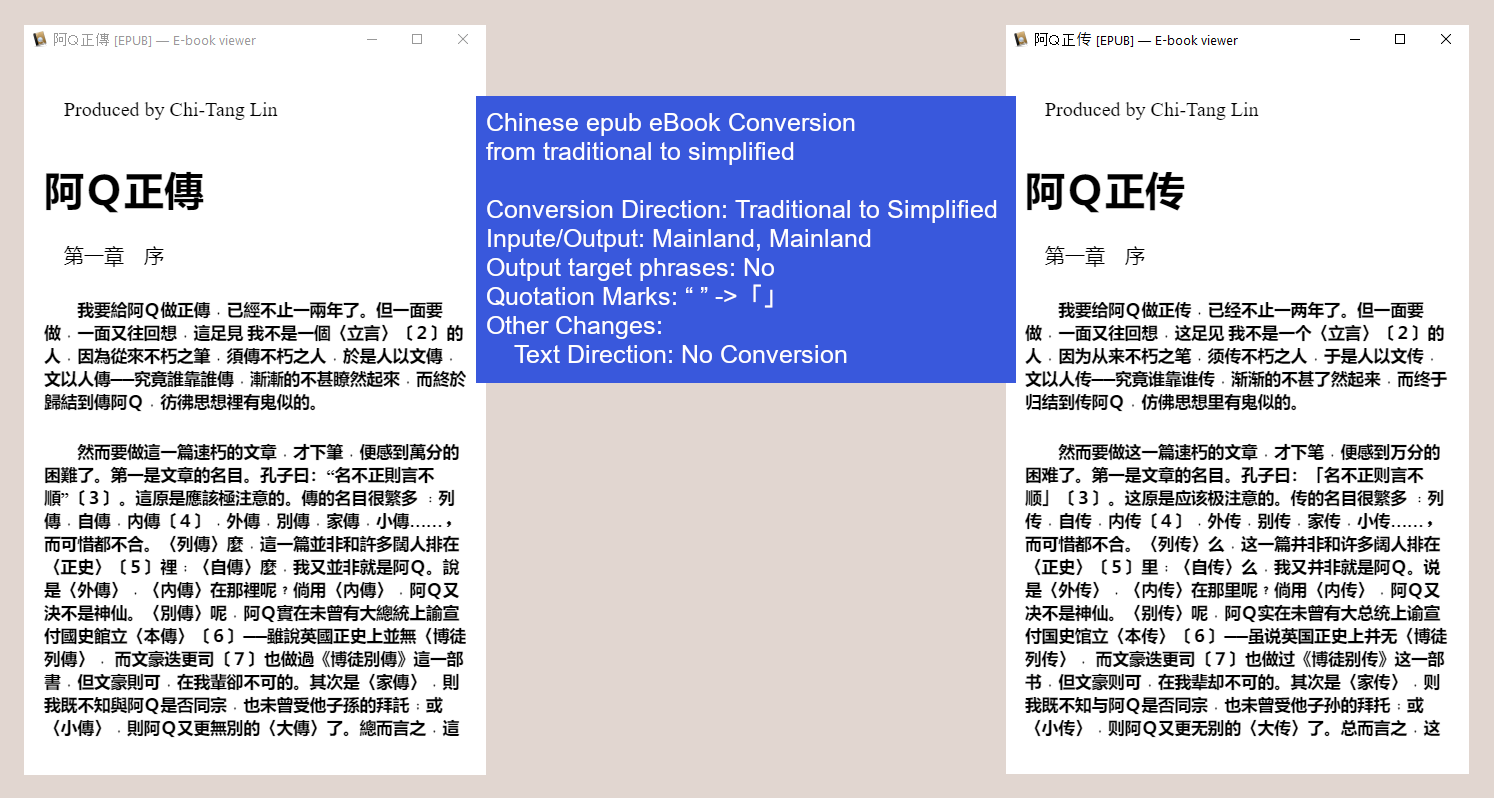 阿Q正傳 [EPUB] — E-book viewer
Produced by Chi-Tang Lin
阿Ｑ正傳
第一章　序
我要給阿Ｑ做正傳﹐已經不止一兩年了。但一面要
做﹐一面又往回想﹐這足見 我不是一個〈立言〉〔２〕的
人﹐因為從來不朽之筆﹐須傳不朽之人﹐於是人以文傳﹐
文以人傳──究竟誰靠誰傳﹐漸漸的不甚瞭然起來﹐而終於
歸結到傳阿Ｑ﹐彷彿思想裡有鬼似的。
然而要做這一篇速朽的文章﹐才下筆﹐便感到萬分的
困難了。第一是文章的名目。孔子曰：“名不正則言不
順”〔３〕。這原是應該極注意的。傳的名目很繁多﹕列
傳﹐自傳﹐內傳〔４〕﹐外傳﹐別傳﹐家傳﹐小傳……，
而可惜都不合。〈列傳〉麼﹐這一篇並非和許多闊人排在
〈正史〉〔５〕裡﹔〈自傳〉麼﹐我又並非就是阿Ｑ。說
是〈外傳〉﹐〈內傳〉在那裡呢﹖倘用〈內傳〉﹐阿Ｑ又
決不是神仙。〈別傳〉呢﹐阿Ｑ實在未曾有大總統上諭宣
付國史館立〈本傳〉〔６〕──雖說英國正史上並無〈博徒
列傳〉﹐ 而文豪迭更司〔７〕也做過《博徒別傳》這一部
書﹐但文豪則可﹐在我輩卻不可的。其次是〈家傳〉﹐則
我既不知與阿Ｑ是否同宗﹐也未曾受他子孫的拜託﹔或
〈小傳〉﹐則阿Ｑ又更無別的〈大傳〉了。總而言之﹐這
Chinese epub eBook Conversion
from traditional to simplified
Conversion Direction: Traditional to Simplified
Inpute/Output: Mainland, Mainland
Output target phrases: No
Quotation Marks: “ ” ->「」
Other Changes:
Text Direction: No Conversion
阿Q正传 [EPUB] — E-book viewer
Produced by Chi-Tang Lin
阿Ｑ正传
第一章　序
我要给阿Ｑ做正传﹐已经不止一两年了。但一面要
做﹐一面又往回想﹐这足见 我不是一个〈立言〉〔２〕的
人﹐因为从来不朽之笔﹐须传不朽之人﹐于是人以文传﹐
文以人传──究竟谁靠谁传﹐渐渐的不甚了然起来﹐而终于
归结到传阿Ｑ﹐仿佛思想里有鬼似的。
然而要做这一篇速朽的文章﹐才下笔﹐便感到万分的
困难了。第一是文章的名目。孔子曰：「名不正则言不
顺」〔３〕。这原是应该极注意的。传的名目很繁多﹕列
传﹐自传﹐内传〔４〕﹐外传﹐别传﹐家传﹐小传……，
而可惜都不合。〈列传〉么﹐这一篇并非和许多阔人排在
〈正史〉〔５〕里﹔〈自传〉么﹐我又并非就是阿Ｑ。说
是〈外传〉﹐〈内传〉在那里呢﹖倘用〈内传〉﹐阿Ｑ又
决不是神仙。〈别传〉呢﹐阿Ｑ实在未曾有大总统上谕宣
付国史馆立〈本传〉〔６〕──虽说英国正史上并无〈博徒
列传〉﹐ 而文豪迭更司〔７〕也做过《博徒别传》这一部
书﹐但文豪则可﹐在我辈却不可的。其次是〈家传〉﹐则
我既不知与阿Ｑ是否同宗﹐也未曾受他子孙的拜托﹔或
〈小传〉﹐则阿Ｑ又更无别的〈大传〉了。总而言之﹐这